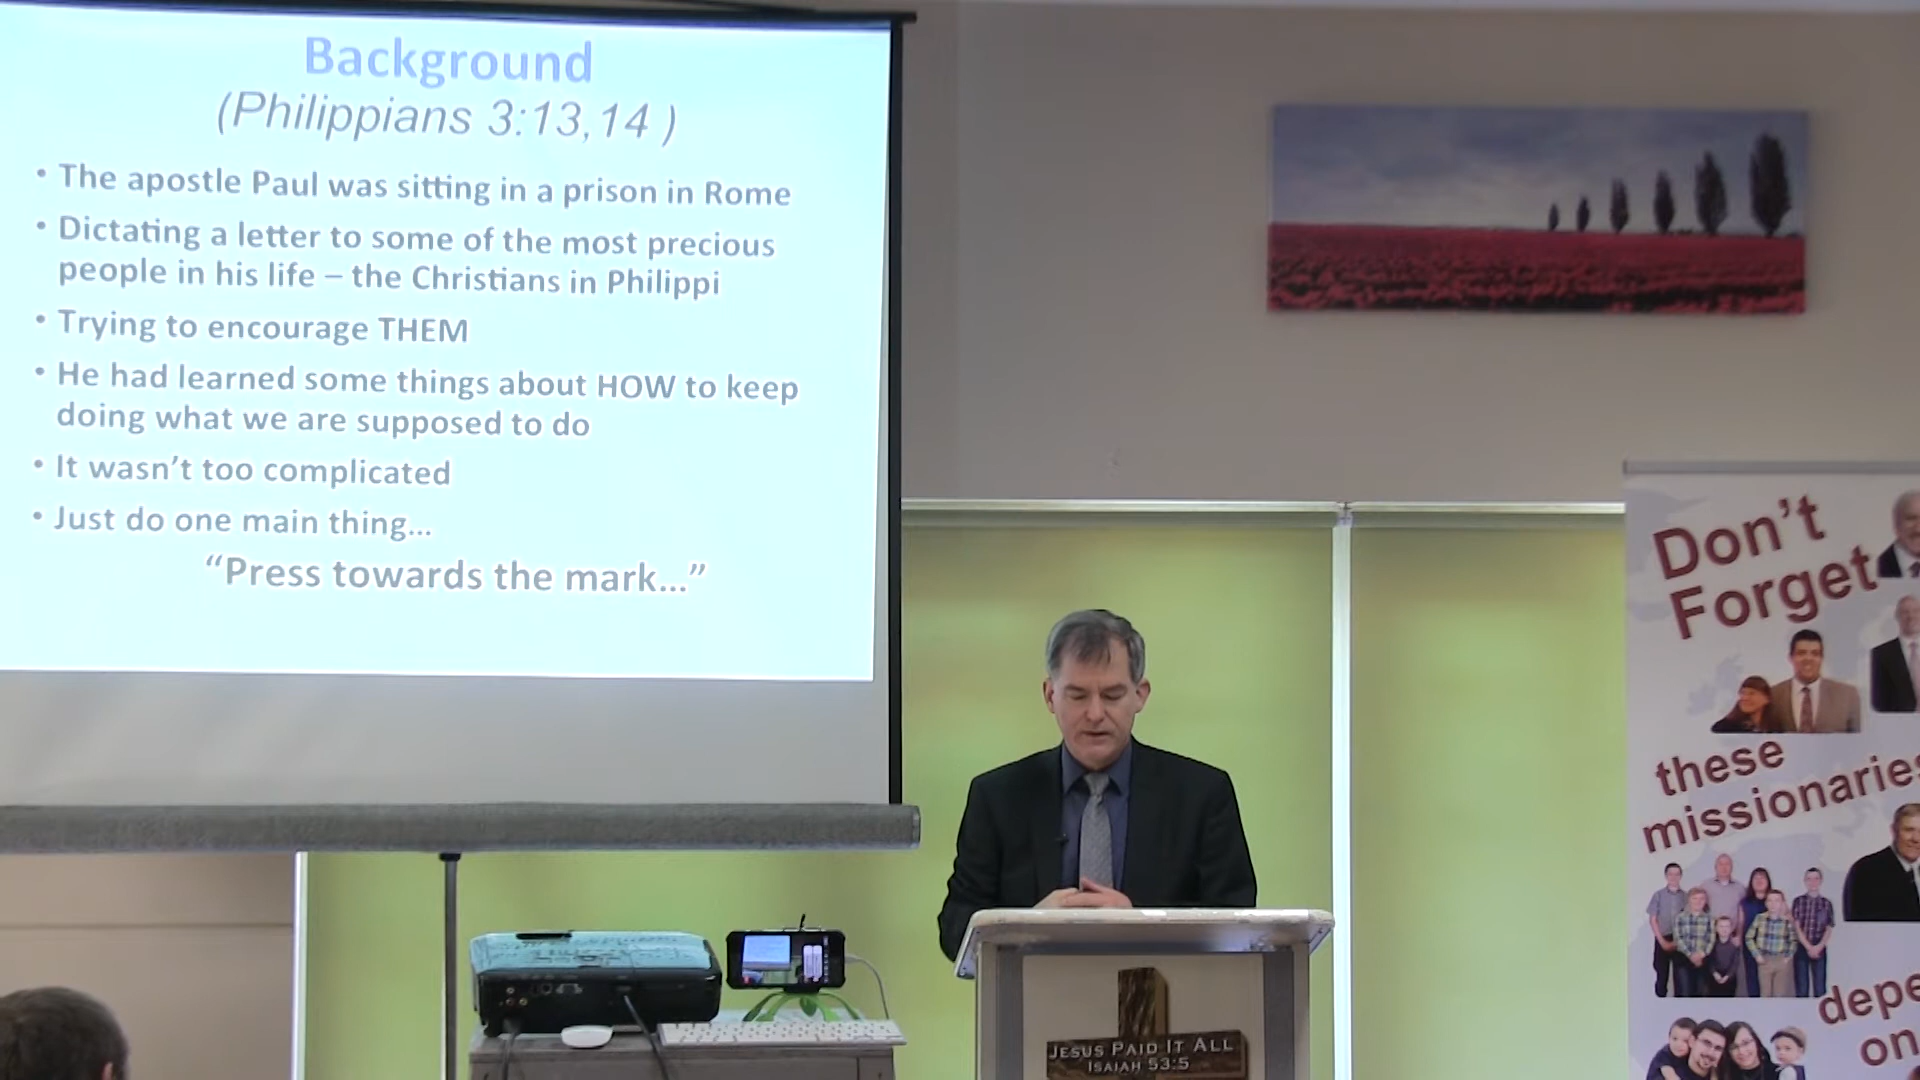 Background
(Philippians 3:13,14 )
• The apostle Paul was sitting in a prison in Rome
• Dictating a letter to some of the most precious
people in his life – the Christians in Philippi
• Trying to encourage THEM
• He had learned some things about HOW to keep
doing what we are supposed to do
• It wasn’t too complicated
• Just do one main thing...
“Press towards the mark...”
Don't
Forget
these
missionaries
on
JESUS PAID IT ALL
ISAIAH 53:5